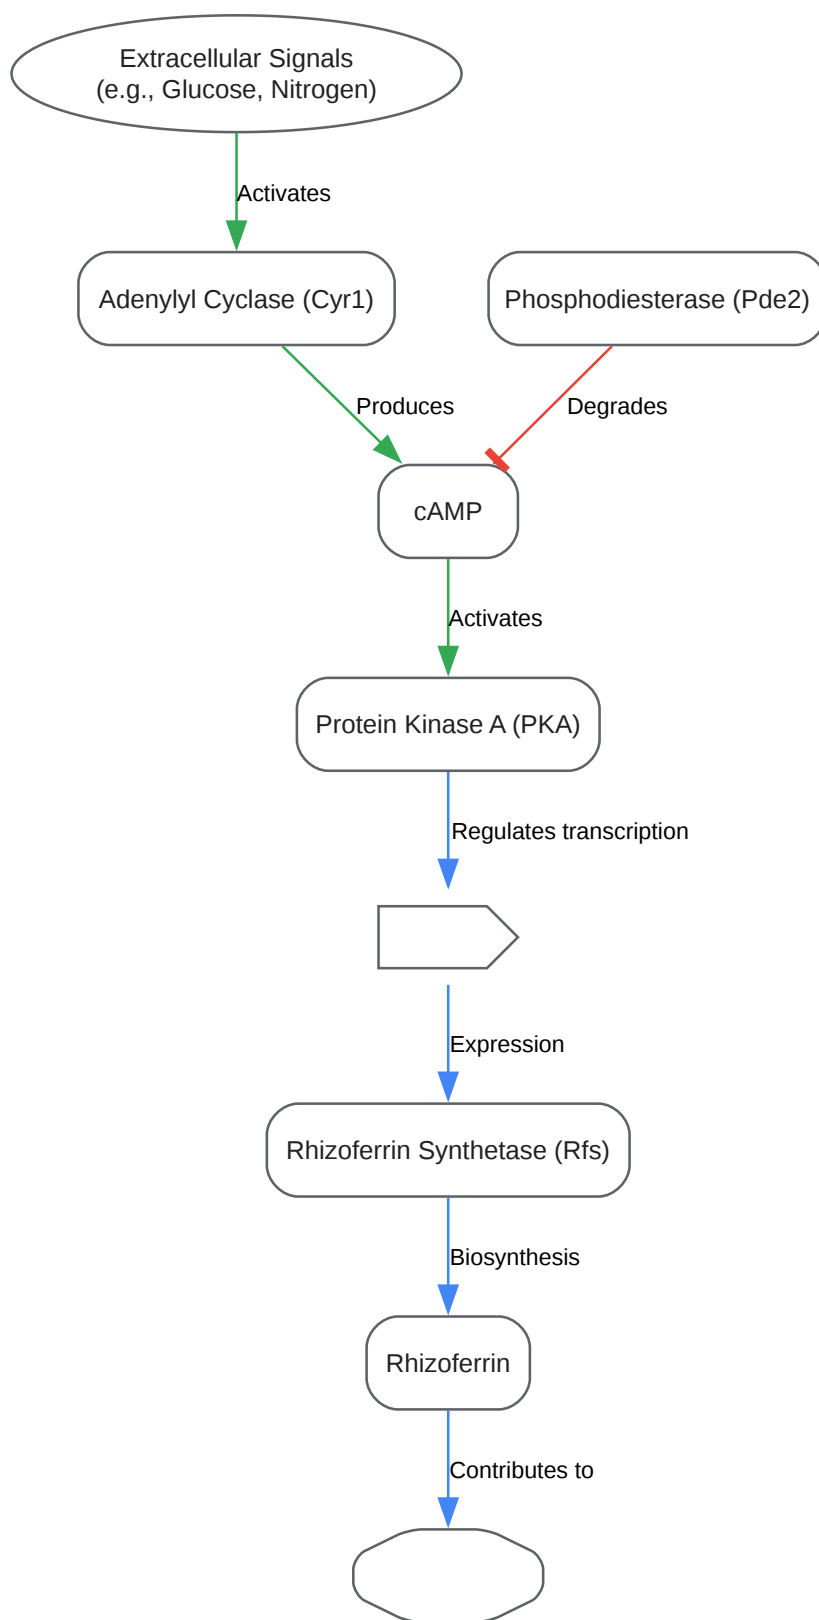 Extracellular Signals
(e.g., Glucose, Nitrogen)
Activates
Adenylyl Cyclase (Cyr1)
Phosphodiesterase (Pde2)
Produces
Degrades
cAMP
Activates
Protein Kinase A (PKA)
Regulates transcription
Expression
Rhizoferrin Synthetase (Rfs)
Biosynthesis
Rhizoferrin
Contributes to